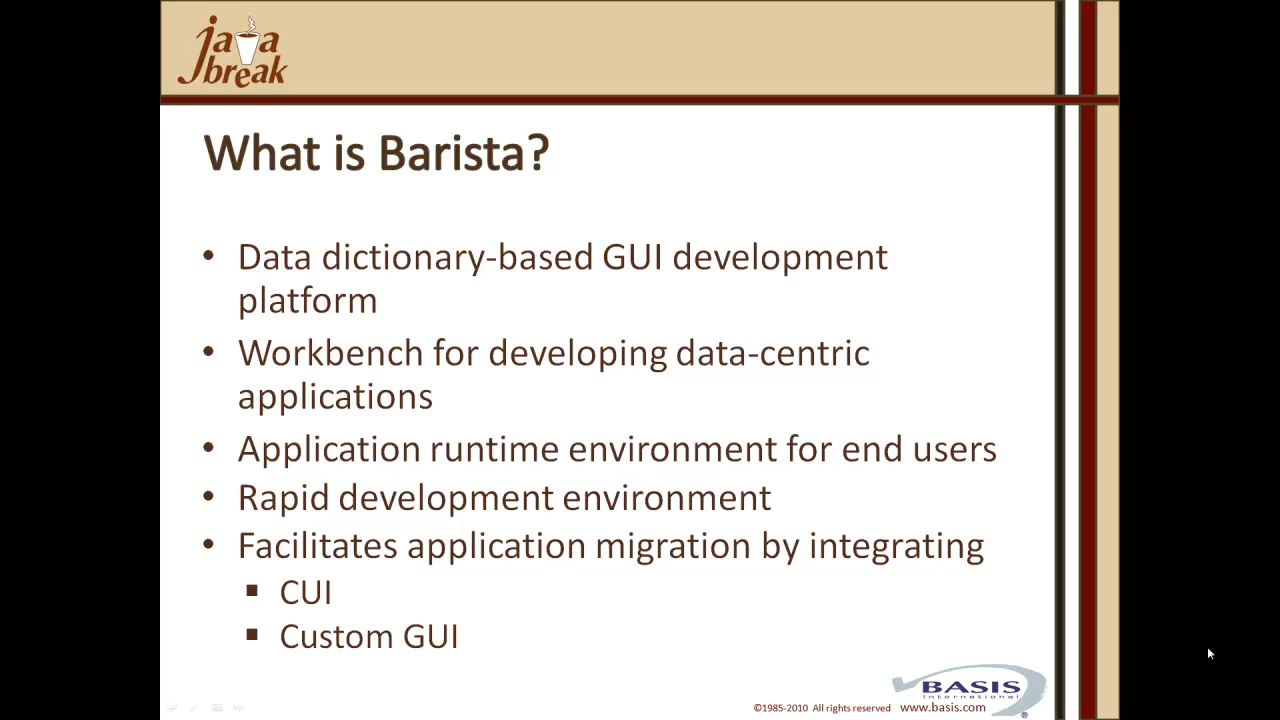 java
break
What is Barista?
• Data dictionary-based GUI development
platform
• Workbench for developing data-centric
applications
• Application runtime environment for end users
• Rapid development environment
• Facilitates application migration by integrating
▪ CUI
▪ Custom GUI
BASIS
International
®
©1985-2010 All rights reserved www.basis.com